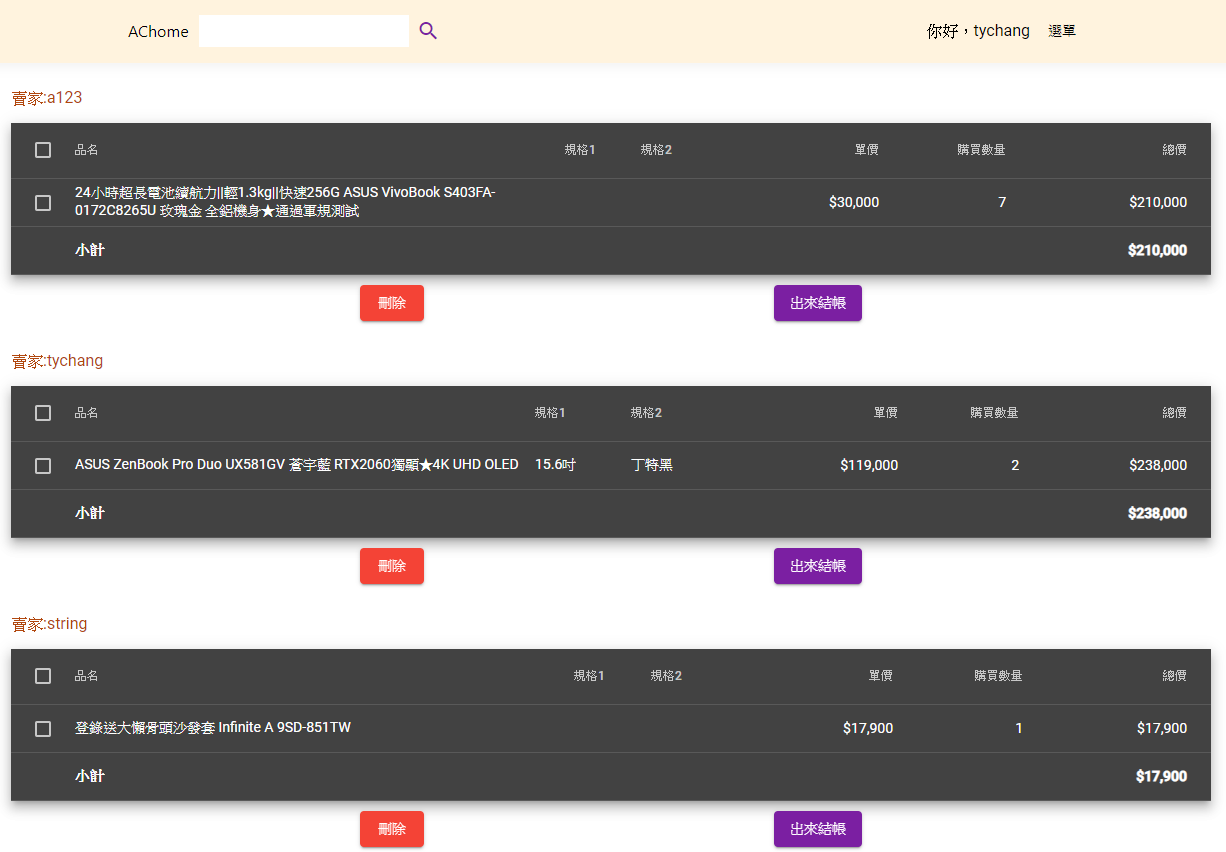 AChome
你好，tychang 選單
賣家:a123
品名 規格1 規格2 單價 購買數量 總價
24小時超長電池續航力||輕1.3kg||快速256G ASUS VivoBook S403FA-
0172C8265U 玫瑰金 全鋁機身★通過軍規測試 $30,000 7 $210,000
小計 $210,000
刪除 出來結帳
賣家:tychang
品名 規格1 規格2 單價 購買數量 總價
ASUS ZenBook Pro Duo UX581GV 蒼宇藍 RTX2060獨顯★4K UHD OLED 15.6吋 丁特黑 $119,000 2 $238,000
小計 $238,000
刪除 出來結帳
賣家:string
品名 規格1 規格2 單價 購買數量 總價
登錄送大懶骨頭沙發套 Infinite A 9SD-851TW $17,900 1 $17,900
小計 $17,900
刪除 出來結帳